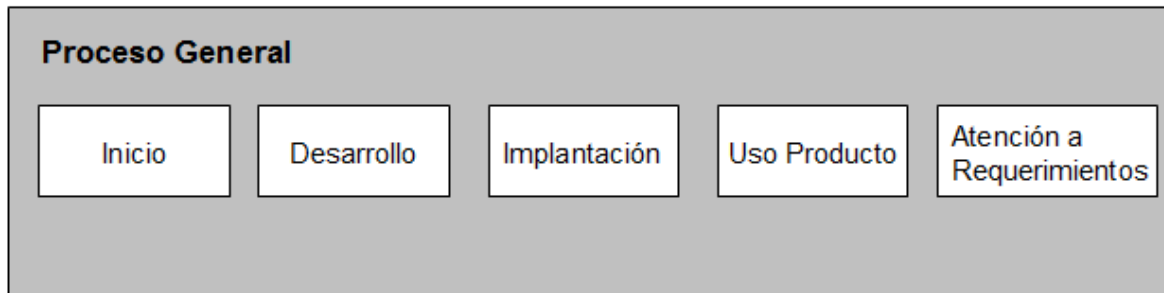 Proceso General
Inicio
Desarrollo
Implantación
Uso Producto
Atención a
Requerimientos